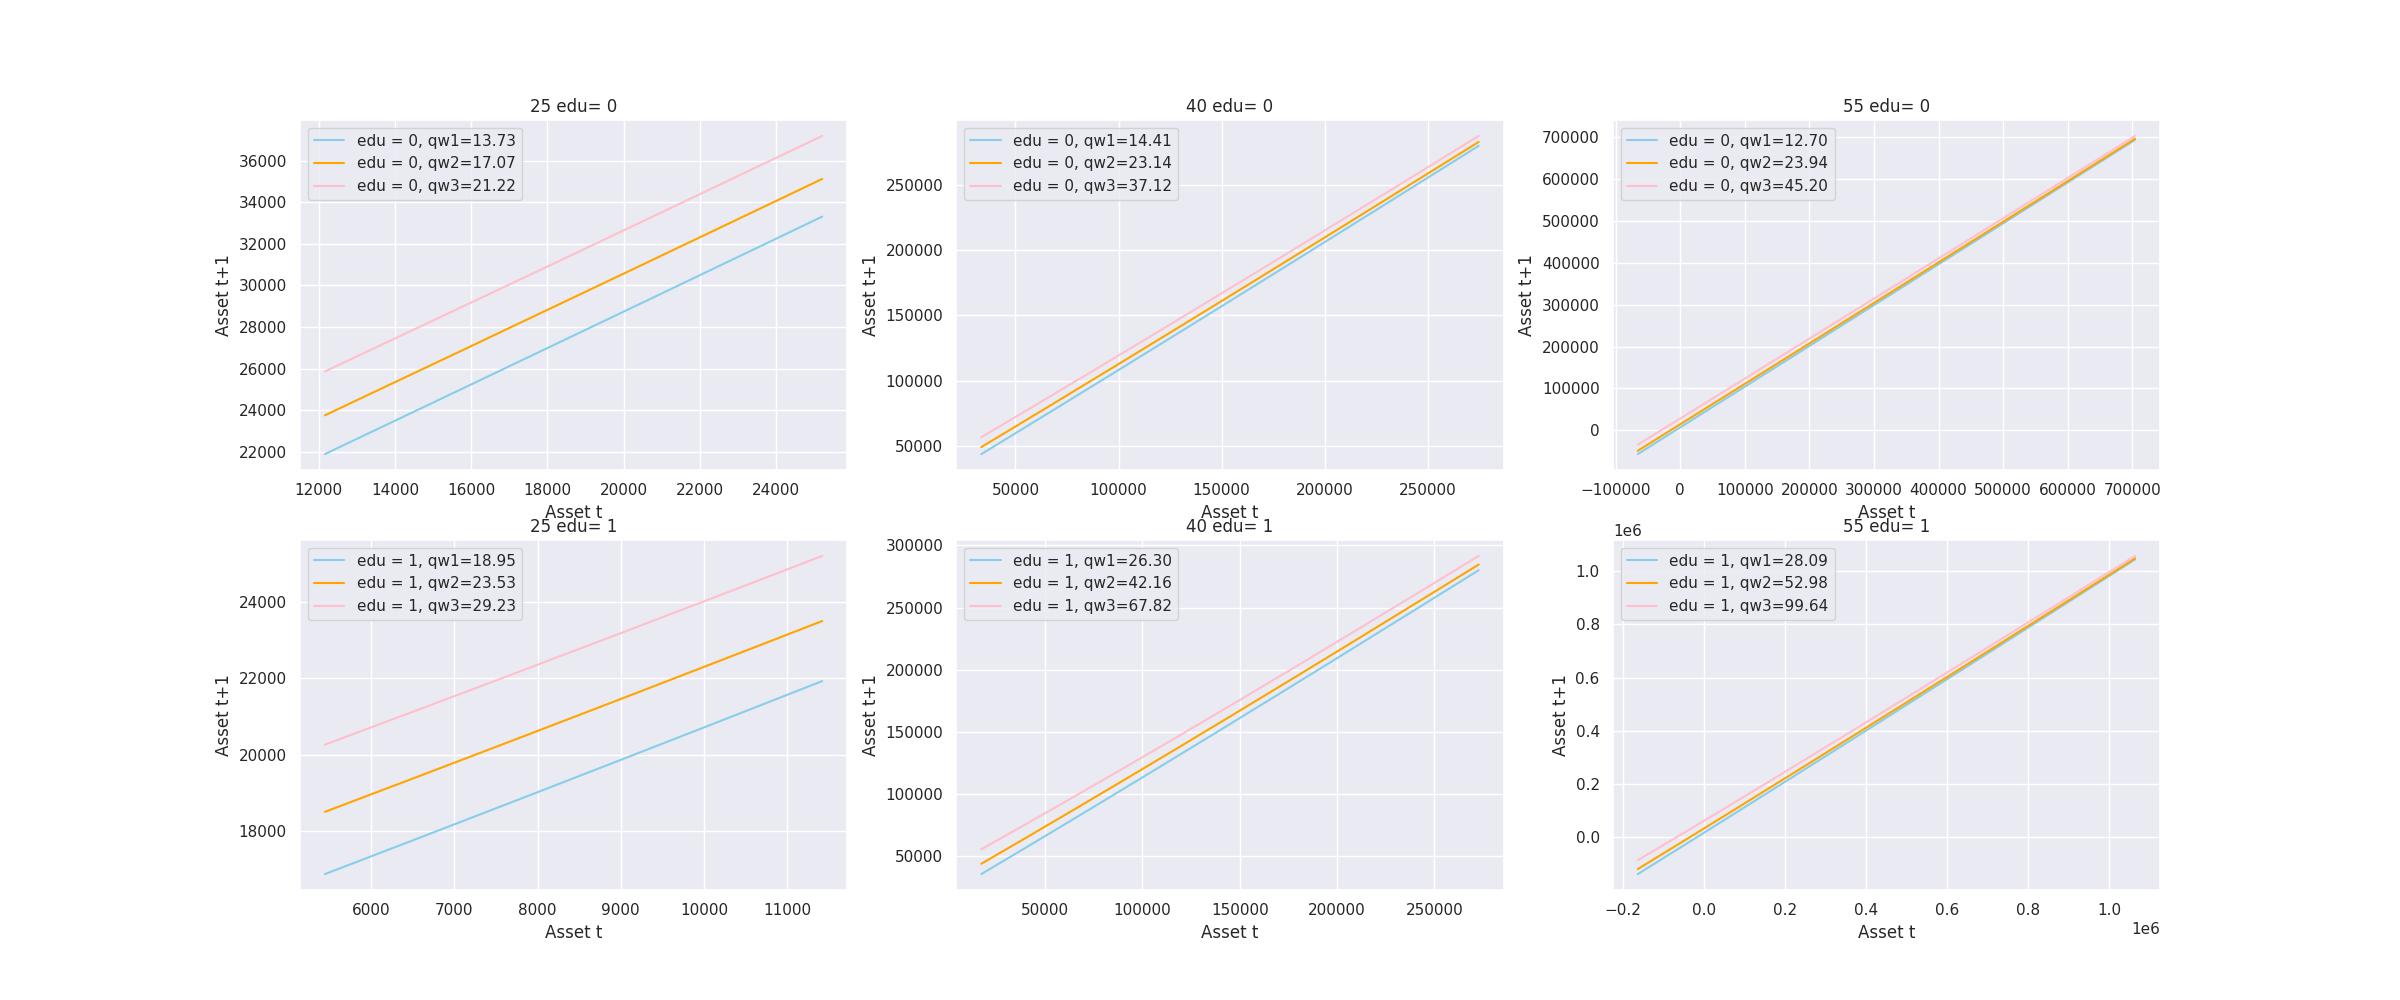 25 edu= 0
edu = 0, qw1=13.73
edu = 0, qw2=17.07
edu = 0, qw3=21.22
Asset t+1
36000
34000
32000
30000
28000
26000
24000
22000
12000 14000 16000 18000 20000 22000 24000
Asset t
40 edu= 0
edu = 0, qw1=14.41
edu = 0, qw2=23.14
edu = 0, qw3=37.12
Asset t+1
250000
200000
150000
100000
50000
50000 100000 150000 200000 250000
Asset t
55 edu= 0
edu = 0, qw1=12.70
edu = 0, qw2=23.94
edu = 0, qw3=45.20
Asset t+1
700000
600000
500000
400000
300000
200000
100000
0
−100000 0 100000 200000 300000 400000 500000 600000 700000
Asset t
25 edu= 1
edu = 1, qw1=18.95
edu = 1, qw2=23.53
edu = 1, qw3=29.23
Asset t+1
24000
22000
20000
18000
6000 7000 8000 9000 10000 11000
Asset t
40 edu= 1
edu = 1, qw1=26.30
edu = 1, qw2=42.16
edu = 1, qw3=67.82
Asset t+1
300000
250000
200000
150000
100000
50000
50000 100000 150000 200000 250000
Asset t
55 edu= 1
1e6
edu = 1, qw1=28.09
edu = 1, qw2=52.98
edu = 1, qw3=99.64
Asset t+1
1.0
0.8
0.6
0.4
0.2
0.0
−0.2 0.0 0.2 0.4 0.6 0.8 1.0
1e6
Asset t